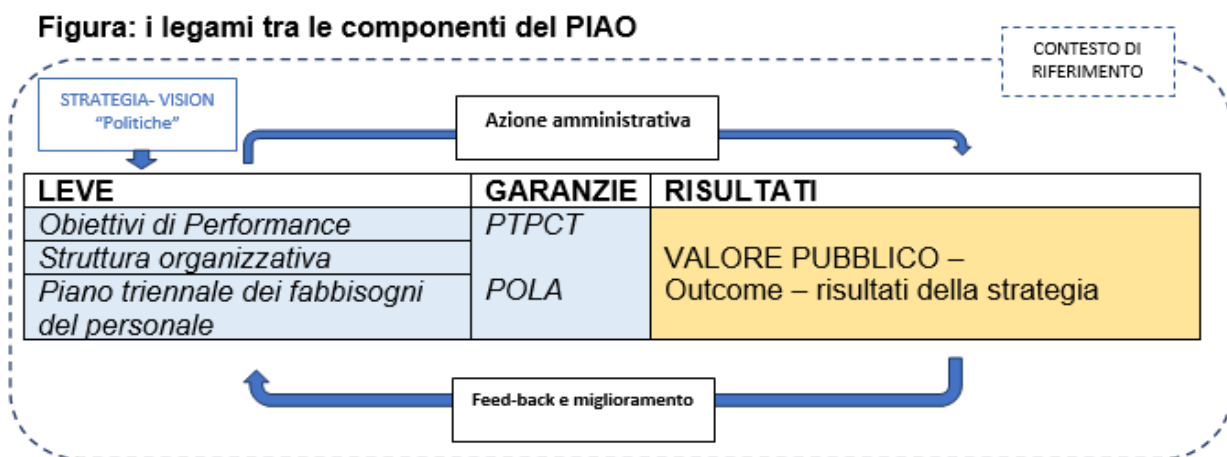 Figura: i legami tra le componenti del PIAO
CONTESTO DI
RIFERIMENTO
STRATEGIA- VISION
"Politiche"
Azione amministrativa
LEVE GARANZIE RISULTATI
Obiettivi di Performance PTPCT
Struttura organizzativa VALORE PUBBLICO –
Piano triennale dei fabbisogni POLA Outcome – risultati della strategia
del personale
Feed-back e miglioramento